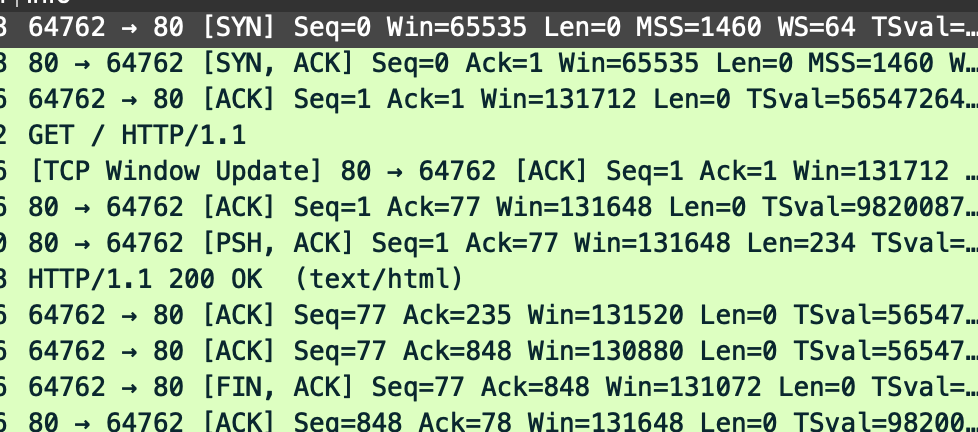 Info
3 64762 → 80 [SYN] Seq=0 Win=65535 Len=0 MSS=1460 WS=64 TSval=…
3 80 → 64762 [SYN, ACK] Seq=0 Ack=1 Win=65535 Len=0 MSS=1460 W…
6 64762 → 80 [ACK] Seq=1 Ack=1 Win=131712 Len=0 TSval=56547264…
2 GET / HTTP/1.1
6 [TCP Window Update] 80 → 64762 [ACK] Seq=1 Ack=1 Win=131712 …
6 80 → 64762 [ACK] Seq=1 Ack=77 Win=131648 Len=0 TSval=9820087…
0 80 → 64762 [PSH, ACK] Seq=1 Ack=77 Win=131648 Len=234 TSval=…
3 HTTP/1.1 200 OK  (text/html)
6 64762 → 80 [ACK] Seq=77 Ack=235 Win=131520 Len=0 TSval=56547…
6 64762 → 80 [ACK] Seq=77 Ack=848 Win=130880 Len=0 TSval=56547…
6 64762 → 80 [FIN, ACK] Seq=77 Ack=848 Win=131072 Len=0 TSval=…
6 80 → 64762 [ACK] Seq=848 Ack=78 Win=131648 Len=0 TSval=98200…